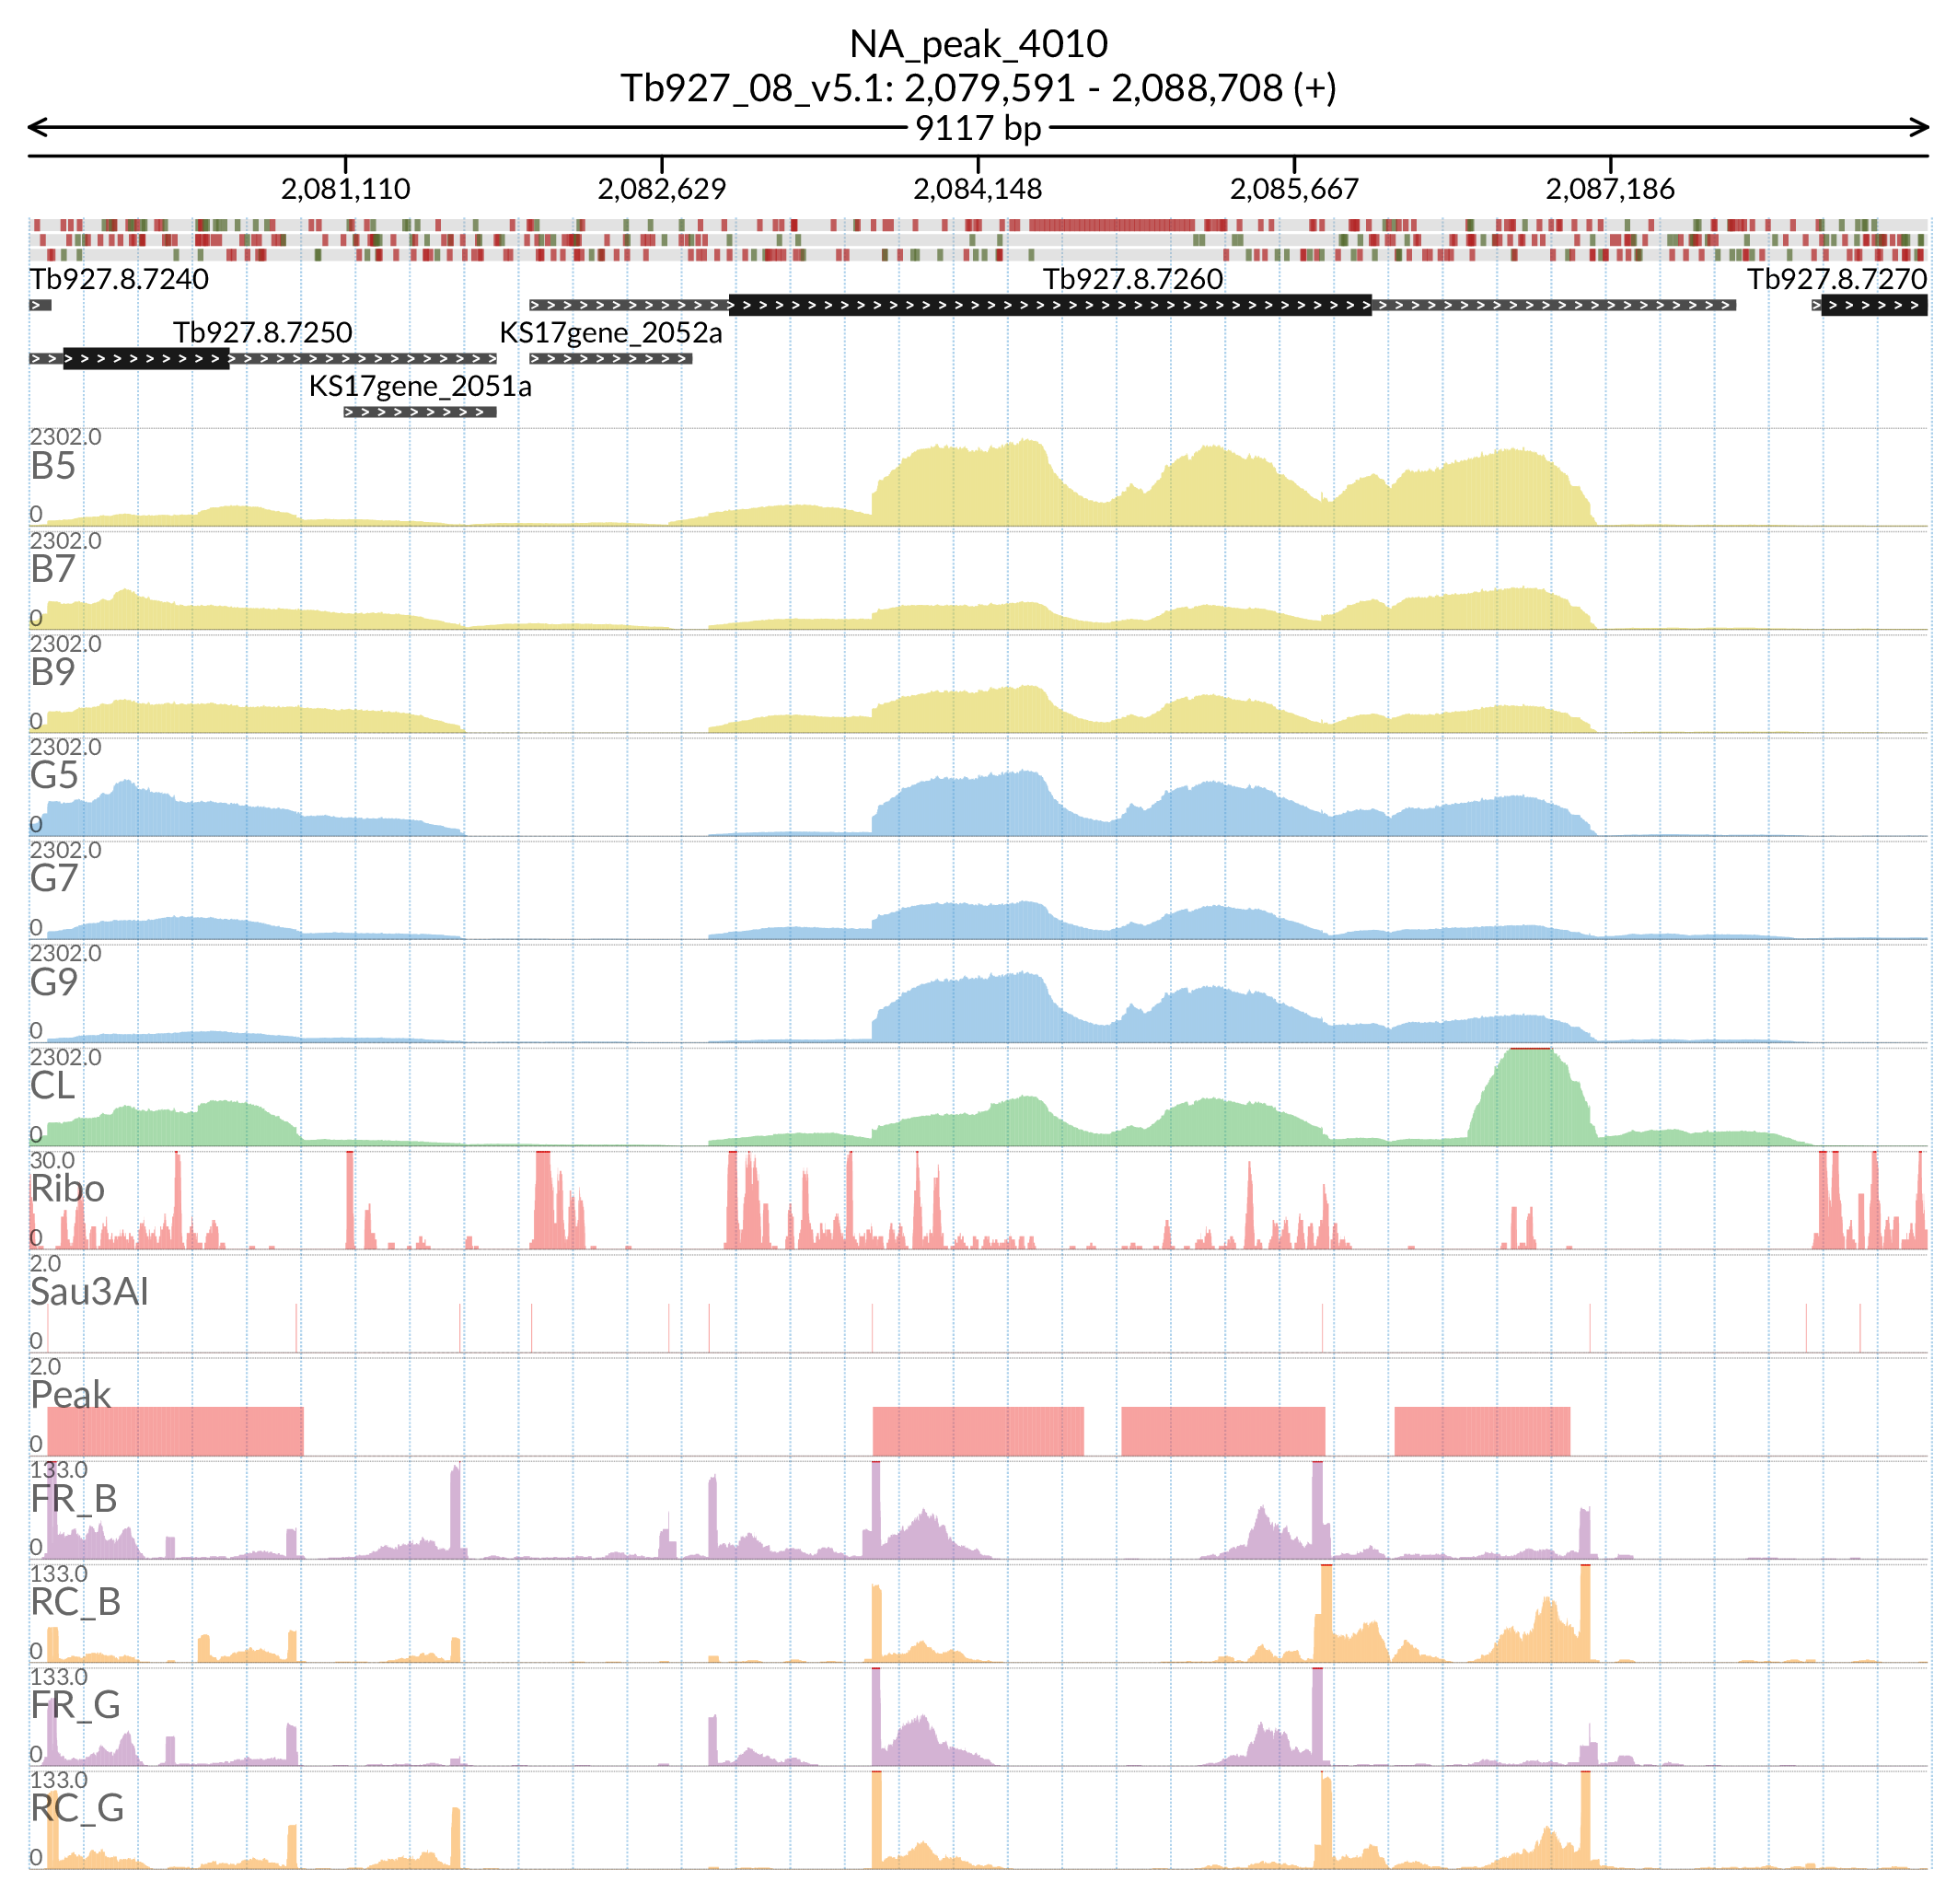 NA_peak_4010
Tb927_08_v5.1: 2,079,591 - 2,088,708 (+)
9117 bp
2,081,110 2,082,629 2,084,148 2,085,667 2,087,186
Tb927.8.7240 Tb927.8.7260 Tb927.8.7270
Tb927.8.7250 KS17gene_2052a
KS17gene_2051a
2302.0
B5
0
2302.0
B7
0
2302.0
B9
0
2302.0
G5
0
2302.0
G7
0
2302.0
G9
0
2302.0
CL
0
30.0
Ribo
0
2.0
Sau3AI
0
2.0
Peak
0
133.0
FR_B
0
133.0
RC_B
0
133.0
FR_G
0
133.0
RC_G
0